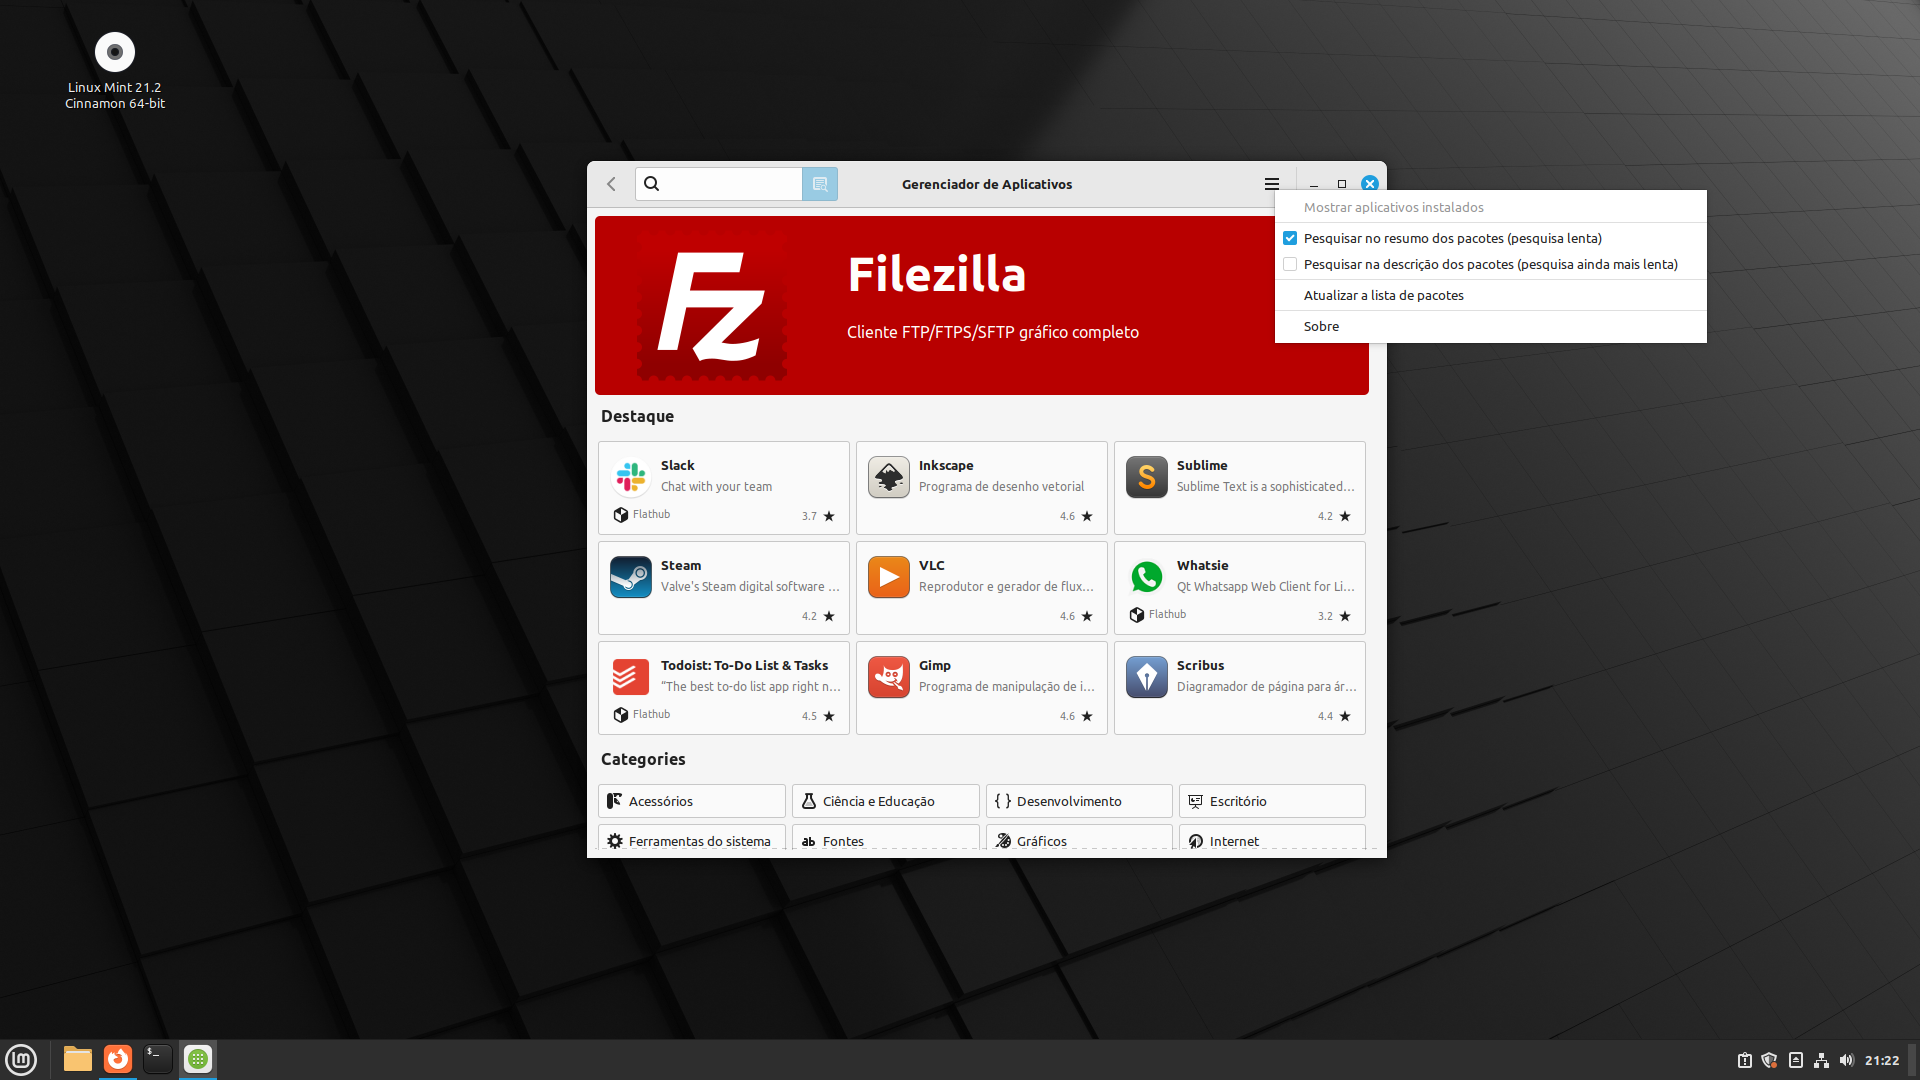 Linux Mint 21.2
Cinnamon 64-bit
Gerenciador de Aplicativos
Mostrar aplicativos instalados
Pesquisar no resumo dos pacotes (pesquisa lenta)
Pesquisar na descrição dos pacotes (pesquisa ainda mais lenta)
Atualizar a lista de pacotes
Sobre
Fz
Filezilla
Cliente FTP/FTPS/SFTP gráfico completo
Destaque
Slack
Chat with your team
Flathub
3.7 ★
Inkscape
Programa de desenho vetorial
4.6 ★
S
Sublime
Sublime Text is a sophisticated...
4.2 ★
Steam
Valve's Steam digital software ...
4.2 ★
VLC
Reprodutor e gerador de flux...
4.6 ★
Whatsie
Qt Whatsapp Web Client for Li...
Flathub
3.2 ★
Todoist: To-Do List & Tasks
“The best to-do list app right n...
Flathub
4.5 ★
Gimp
Programa de manipulação de i...
4.6 ★
Scribus
Diagramador de página para ár...
4.4 ★
Categories
Acessórios
Ciência e Educação
{ } Desenvolvimento
Escritório
Ferramentas do sistema
ab Fontes
Gráficos
Internet
lm
$_
21:22